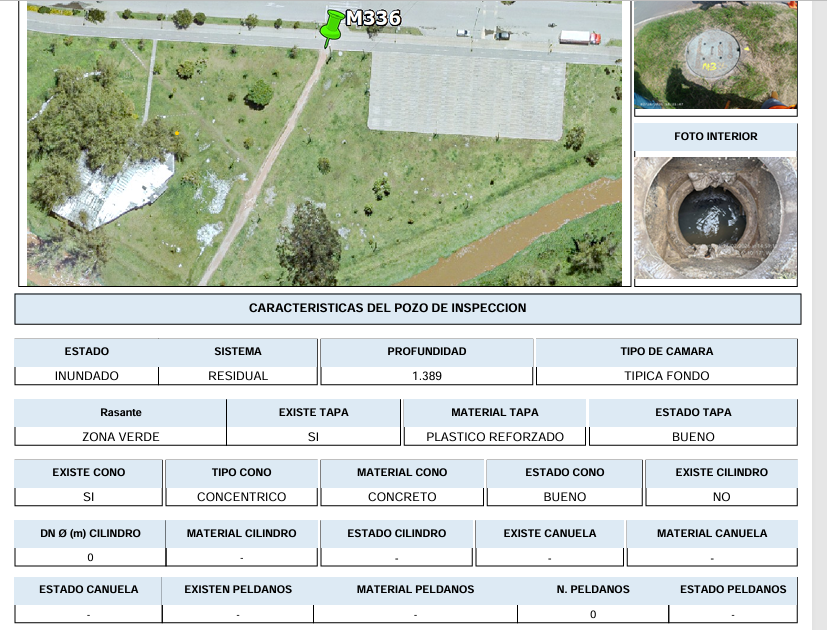 M336
FOTO INTERIOR
CARACTERISTICAS DEL POZO DE INSPECCION
ESTADO SISTEMA PROFUNDIDAD TIPO DE CAMARA
INUNDADO RESIDUAL 1.389 TIPICA FONDO
Rasante EXISTE TAPA MATERIAL TAPA ESTADO TAPA
ZONA VERDE SI PLASTICO REFORZADO BUENO
EXISTE CONO TIPO CONO MATERIAL CONO ESTADO CONO EXISTE CILINDRO
SI CONCENTRICO CONCRETO BUENO NO
DN Ø (m) CILINDRO MATERIAL CILINDRO ESTADO CILINDRO EXISTE CANUELA MATERIAL CANUELA
0 - - - -
ESTADO CANUELA EXISTEN PELDANOS MATERIAL PELDANOS N. PELDANOS ESTADO PELDANOS
- - - 0 -